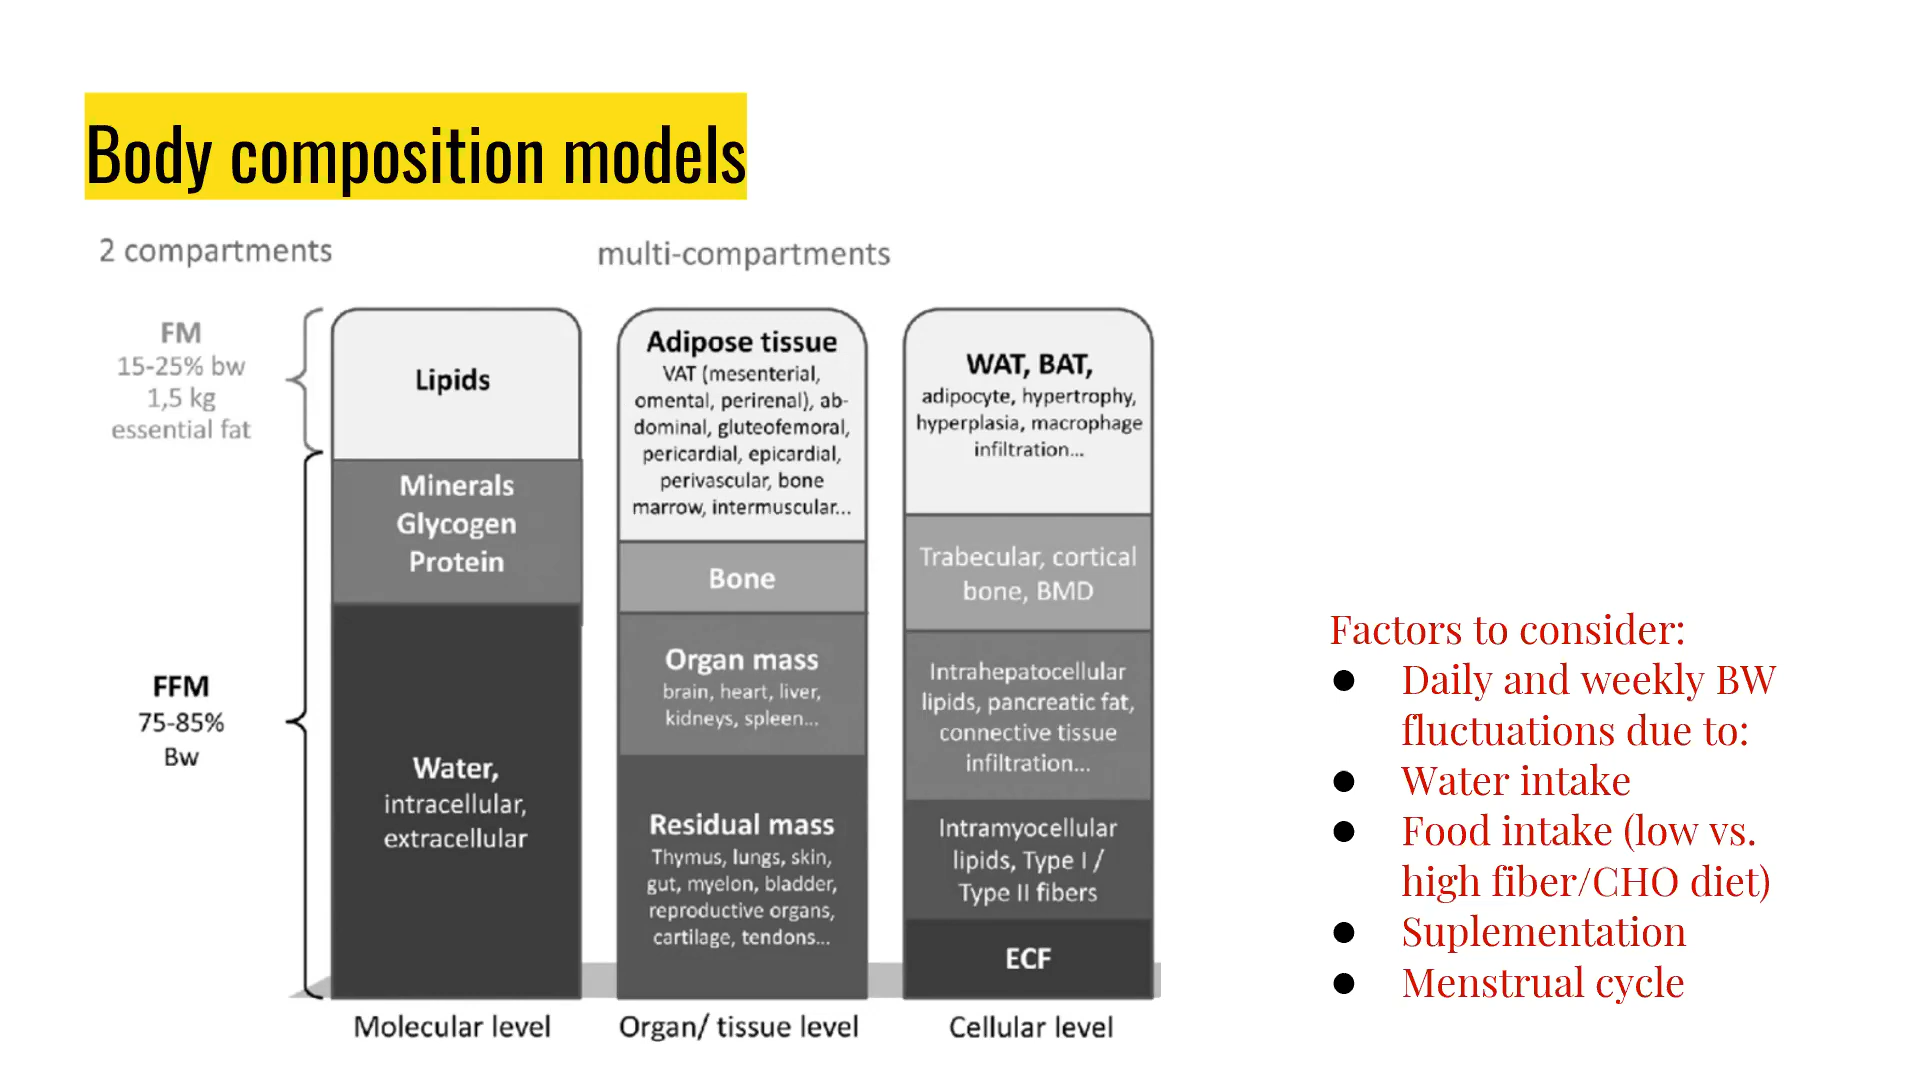 Body composition models
2 compartments
multi-compartments
FM
15-25% bw
1,5 kg
essential fat
FFM
75-85%
Bw
Lipids
Minerals
Glycogen
Protein
Water,
intracellular,
extracellular
Molecular level
Adipose tissue
VAT (mesenterial,
omental, perirenal), ab-
dominal, gluteofemoral,
pericardial, epicardial,
perivascular, bone
marrow, intermuscular...
Bone
Organ mass
brain, heart, liver,
kidneys, spleen...
Residual mass
Thymus, lungs, skin,
gut, myelon, bladder,
reproductive organs,
cartilage, tendons...
Organ/ tissue level
WAT, BAT,
adipocyte, hypertrophy,
hyperplasia, macrophage
infiltration...
Trabecular, cortical
bone, BMD
Intrahepatocellular
lipids, pancreatic fat,
connective tissue
infiltration...
Intramyocellular
lipids, Type I /
Type II fibers
ECF
Cellular level
Factors to consider:
● Daily and weekly BW
fluctuations due to:
● Water intake
● Food intake (low vs.
high fiber/CHO diet)
● Suplementation
● Menstrual cycle